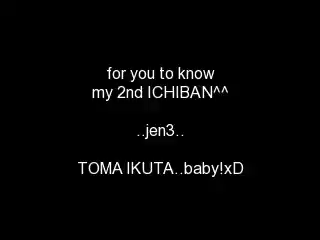 for you to know
my 2nd ICHIBAN^^
..jen3..
TOMA IKUTA..baby!xD